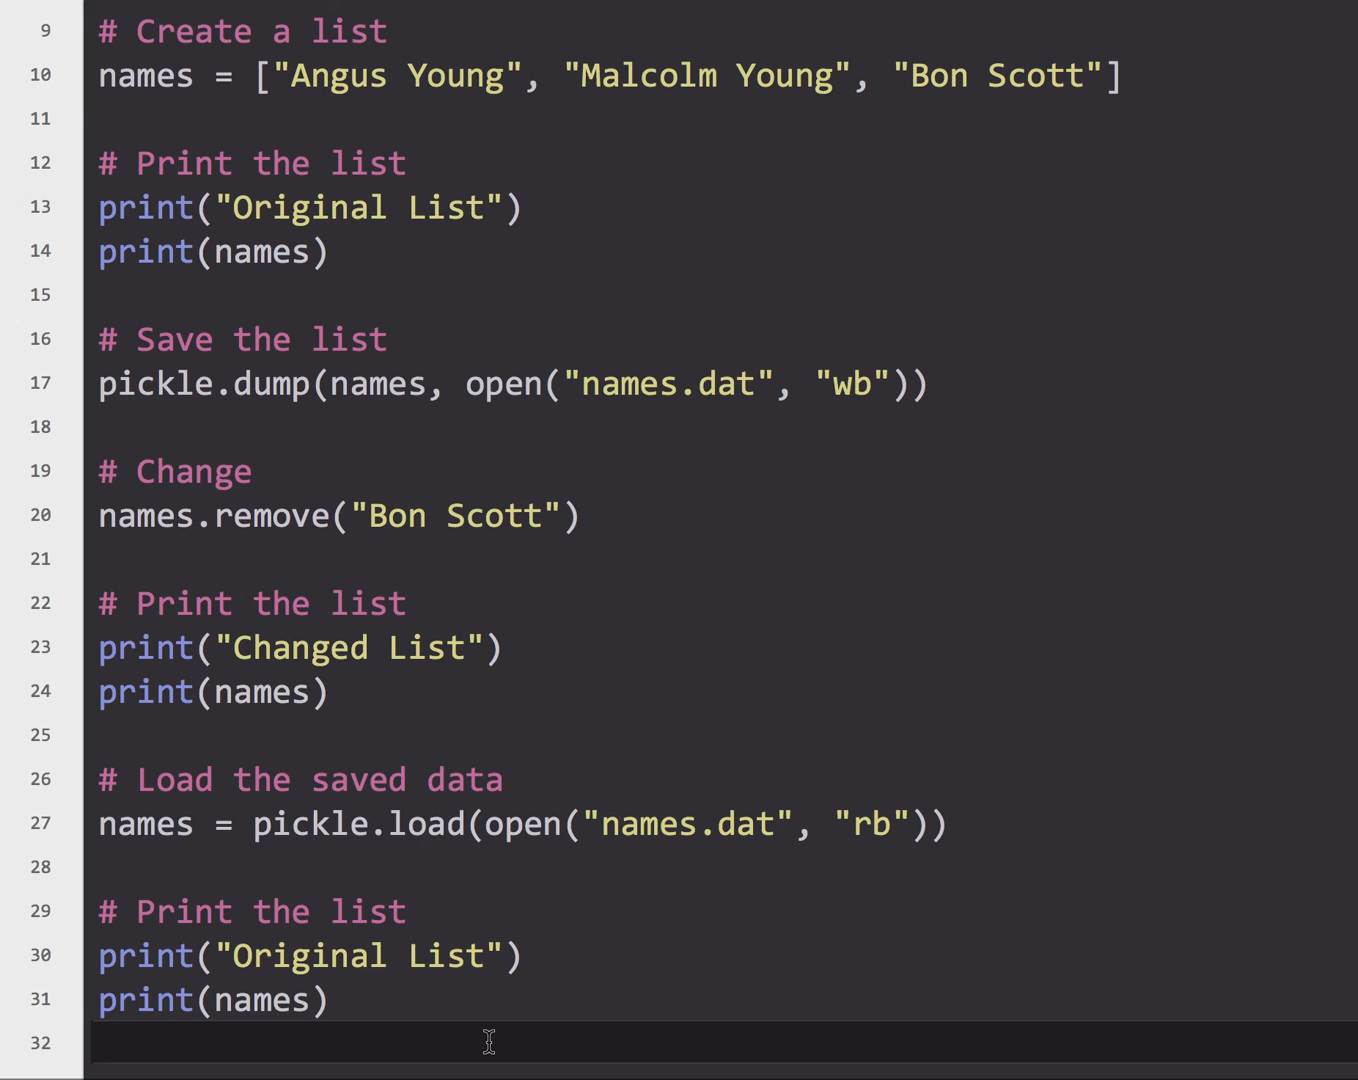 9 # Create a list
10 names = ["Angus Young", "Malcolm Young", "Bon Scott"]
11
12 # Print the list
13 print("Original List")
14 print(names)
15
16 # Save the list
17 pickle.dump(names, open("names.dat", "wb"))
18
19 # Change
20 names.remove("Bon Scott")
21
22 # Print the list
23 print("Changed List")
24 print(names)
25
26 # Load the saved data
27 names = pickle.load(open("names.dat", "rb"))
28
29 # Print the list
30 print("Original List")
31 print(names)
32